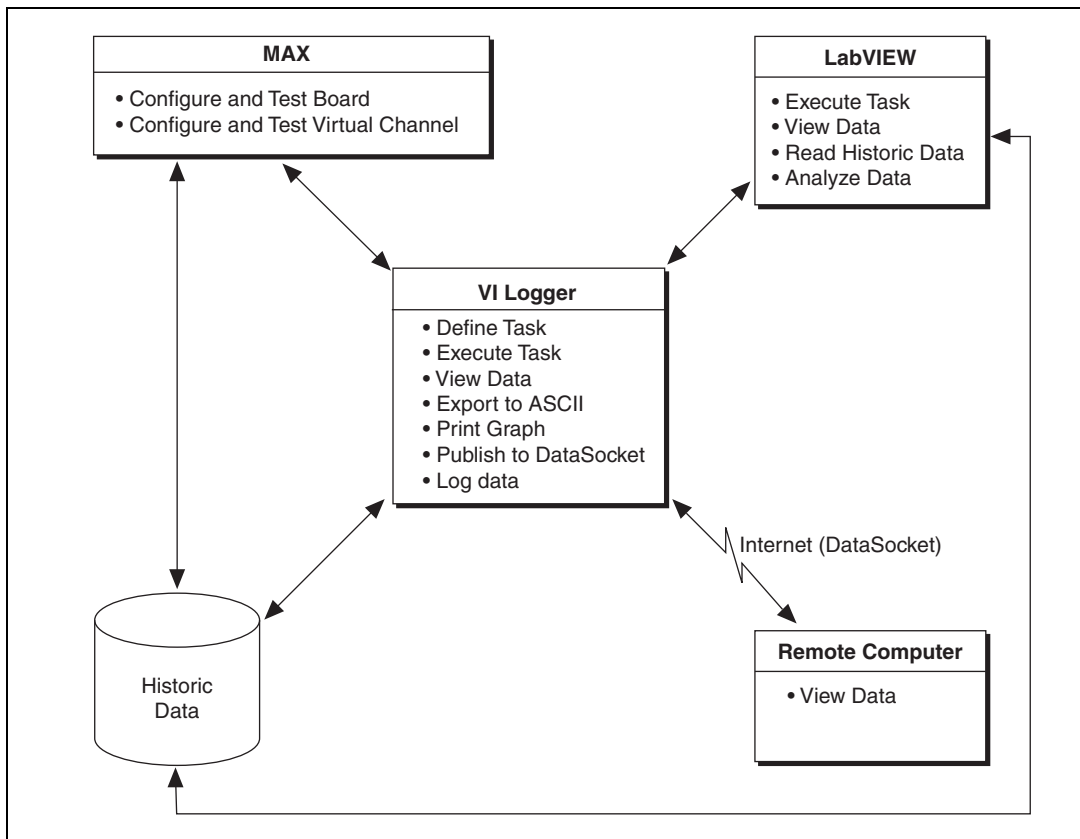 MAX
• Configure and Test Board
• Configure and Test Virtual Channel
LabVIEW
• Execute Task
• View Data
• Read Historic Data
• Analyze Data
VI Logger
• Define Task
• Execute Task
• View Data
• Export to ASCII
• Print Graph
• Publish to DataSocket
• Log data
Internet (DataSocket)
Historic
Data
Remote Computer
• View Data